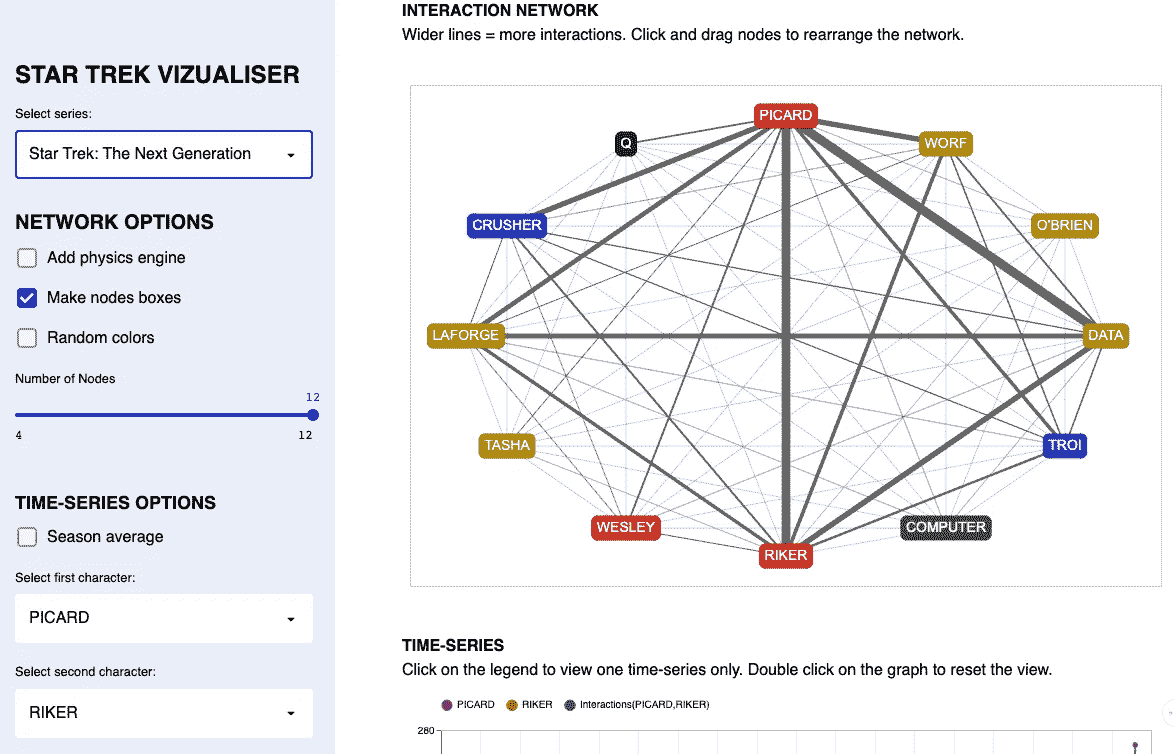 STAR TREK VIZUALISER
Select series:
Star Trek: The Next Generation
NETWORK OPTIONS
Add physics engine
Make nodes boxes
Random colors
Number of Nodes
12
4
12
TIME-SERIES OPTIONS
Season average
Select first character:
PICARD
Select second character:
RIKER
INTERACTION NETWORK
Wider lines = more interactions. Click and drag nodes to rearrange the network.
PICARD
Q
WORF
CRUSHER
O'BRIEN
LAFORGE
DATA
TASHA
TROI
WESLEY
COMPUTER
RIKER
TIME-SERIES
Click on the legend to view one time-series only. Double click on the graph to reset the view.
PICARD RIKER Interactions(PICARD,RIKER)
280